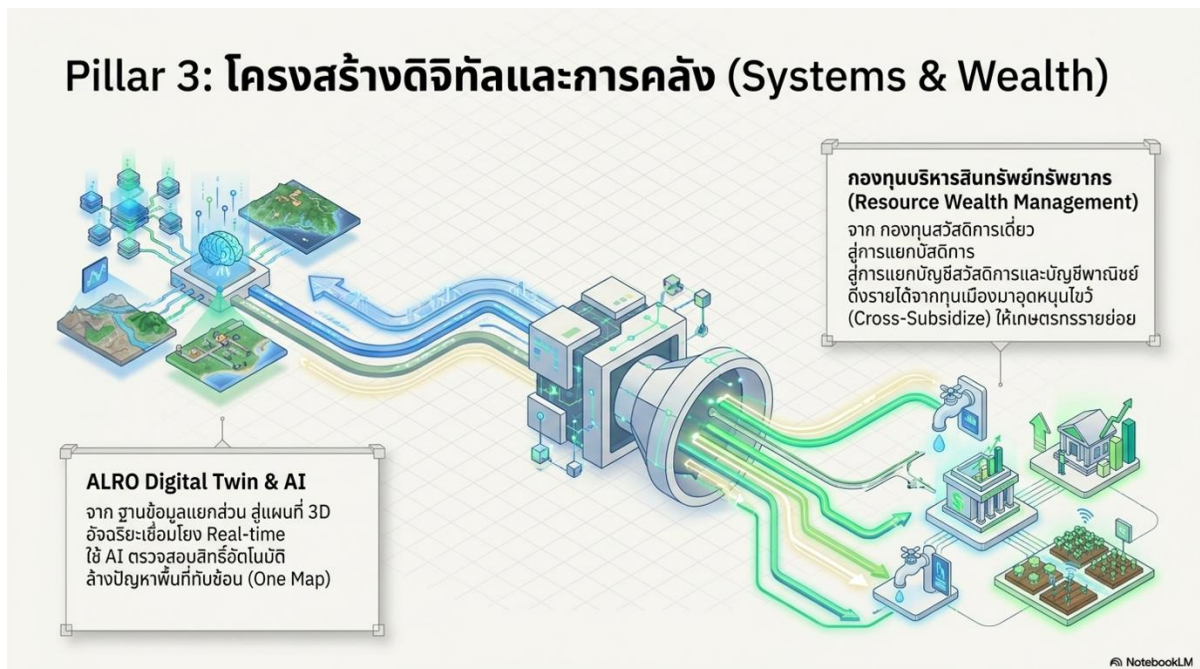 Pillar 3: โครงสร้างดิจิทัลและการคลัง (Systems & Wealth)
กองทุนบริหารสินทรัพย์ทรัพยากร
(Resource Wealth Management)
จาก กองทุนสวัสดิการเดี่ยว
สู่การแยกบัสดิการ
สู่การแยกบัญชีสวัสดิการและบัญชีพาณิชย์
ดึงรายได้จากทุนเมืองมาอุดหนุนไขวั
(Cross-Subsidize) ให้เกษตรทรรายย่อย
ALRO Digital Twin & AI
จาก ฐานข้อมูลแยกส่วน สู่แผนที่ 3D
อัจฉริยะเชื่อมโยง Real-time
ใช้ AI ตรวจสอบสิทธิ์อัตโนมัติ
ล้างปัญหาพื้นที่ทับซ้อน (One Map)
NotebookLM